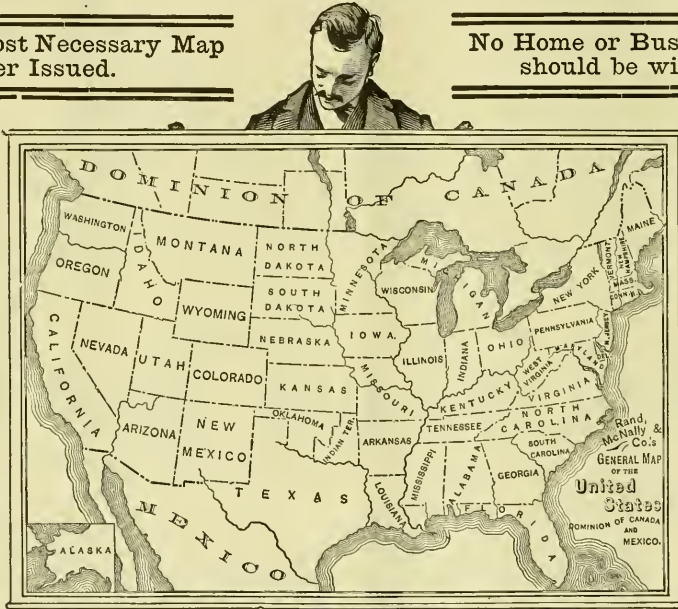 ost Necessary Map
er Issued.
No Home or Bus
should be wi
DOMINION OF CANADA
WASHINGTON
MONTANA
NORTH
DAKOTA
MINNESOTA
MAINE
OREGON
IDAHO
SOUTH
DAKOTA
WISCONSIN
MICHIGAN
NEW YORK
VERMONT
NEW
HAMPSHIRE
MASS.
CONN.
WYOMING
NEBRASKA
IOWA
PENNSYLVANIA
N. JERSEY
CALIFORNIA
NEVADA
UTAH
COLORADO
KANSAS
MISSOURI
ILLINOIS
INDIANA
OHIO
WEST
VIRGINIA
MARYLAND
VIRGINIA
KENTUCKY
ARIZONA
NEW
MEXICO
OKLAHOMA
INDIAN TER.
ARKANSAS
TENNESSEE
NORTH
CAROLINA
SOUTH
CAROLINA
TEXAS
LOUISIANA
MISSISSIPPI
ALABAMA
GEORGIA
FLORIDA
MEXICO
ALASKA
Rand,
McNally &
Co.'s
GENERAL MAP
OF THE
United
States
DOMINION OF CANADA
AND
MEXICO.